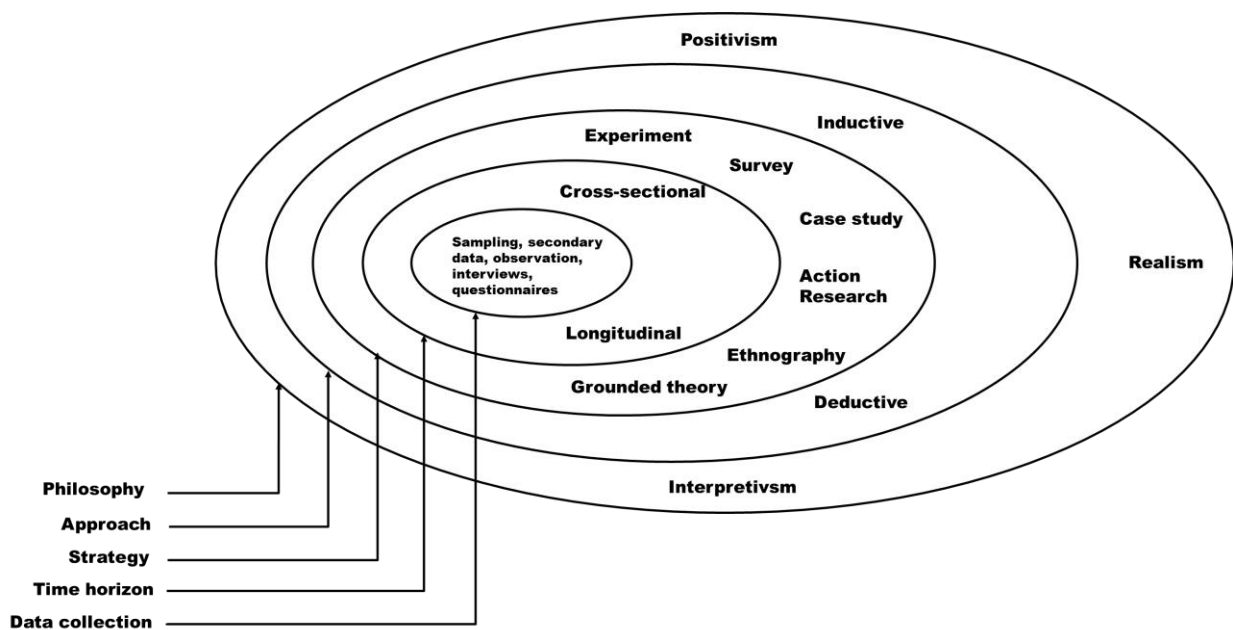 Positivism
Inductive
Experiment
Survey
Cross-sectional
Case study
Sampling, secondary
data, observation,
interviews,
questionnaires
Realism
Action
Research
Longitudinal
Ethnography
Grounded theory
Deductive
Interpretivsm
Philosophy
Approach
Strategy
Time horizon
Data collection